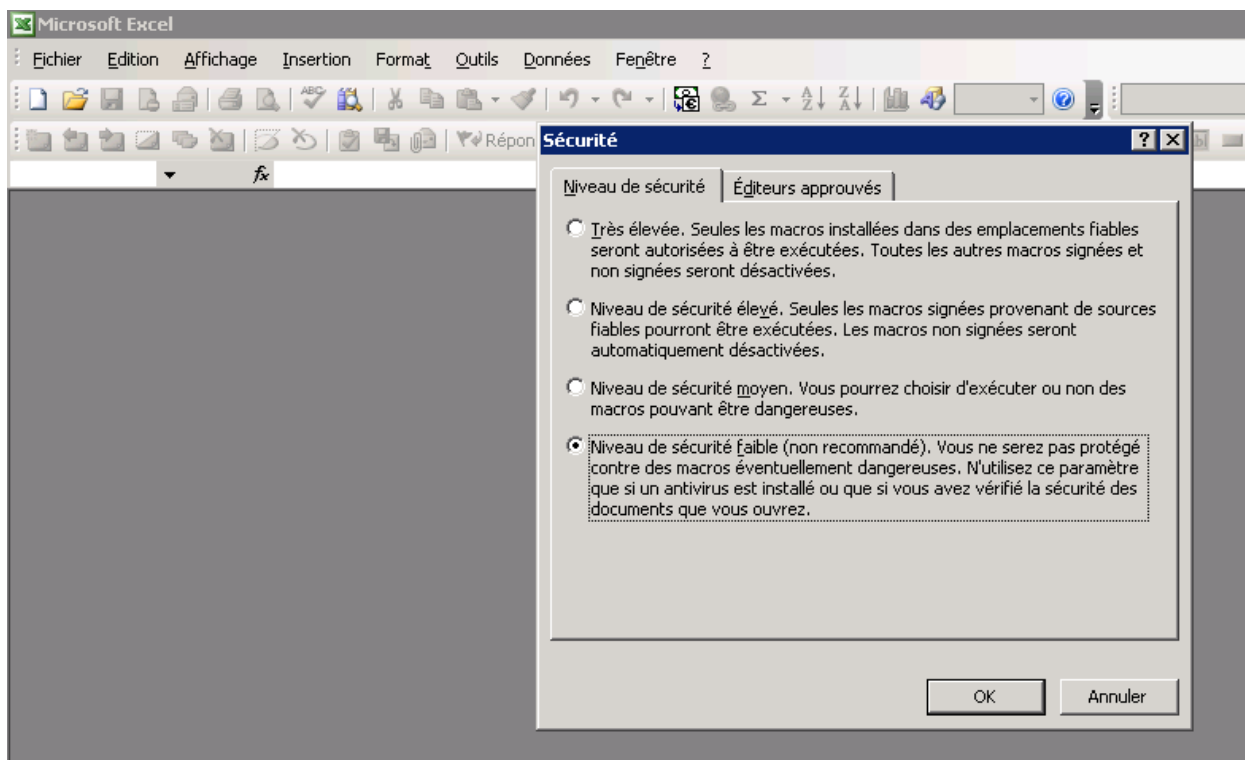 Microsoft Excel
Fichier Edition Affichage Insertion Format Outils Données Fenêtre ?
ABC Σ A Z Z A
Répon
fx
Sécurité
Niveau de sécurité Éditeurs approuvés
Très élevée. Seules les macros installées dans des emplacements fiables
seront autorisées à être exécutées. Toutes les autres macros signées et
non signées seront désactivées.
Niveau de sécurité élevé. Seules les macros signées provenant de sources
fiables pourront être exécutées. Les macros non signées seront
automatiquement désactivées.
Niveau de sécurité moyen. Vous pourrez choisir d'exécuter ou non des
macros pouvant être dangereuses.
Niveau de sécurité faible (non recommandé). Vous ne serez pas protégé
contre des macros éventuellement dangereuses. N'utilisez ce paramètre
que si un antivirus est installé ou que si vous avez vérifié la sécurité des
documents que vous ouvrez.
OK Annuler